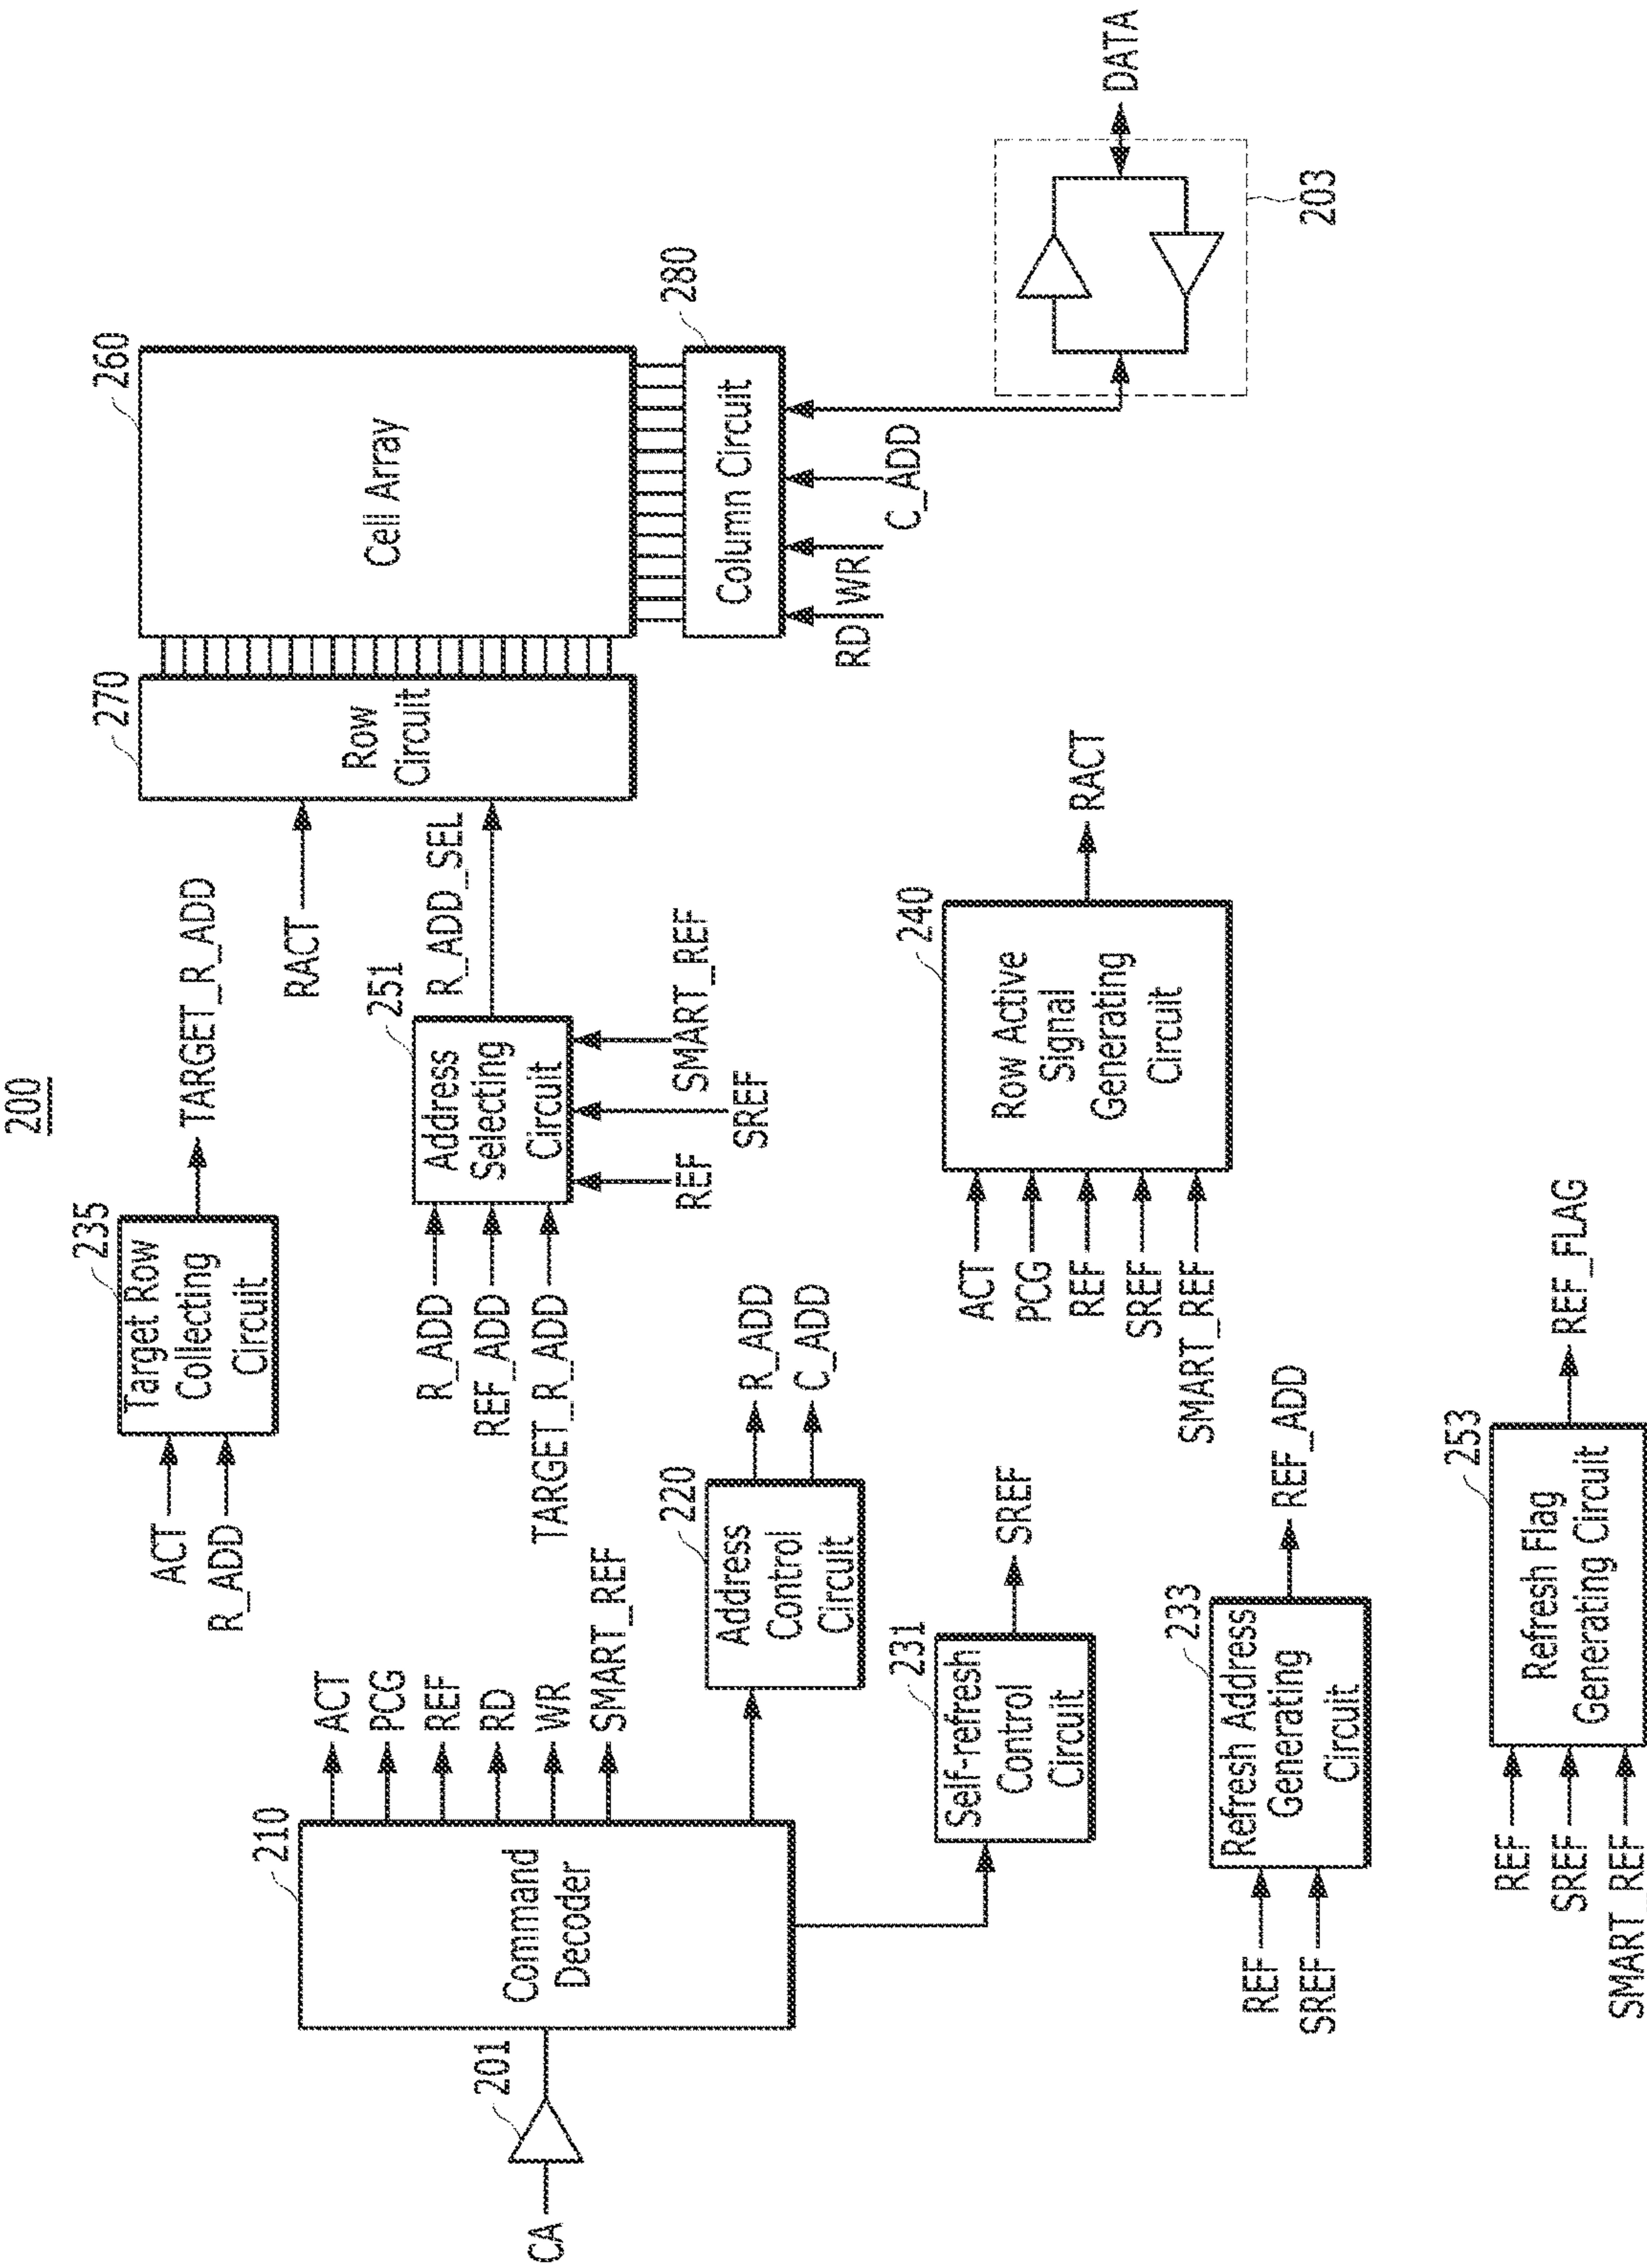 200
CA
201
210
Command
Decoder
ACT
PCG
REF
RD
WR
SMART_REF
ACT
R_ADD
235
Target Row
Collecting
Circuit
TARGET_R_ADD
R_ADD
REF_ADD
TARGET_R_ADD
251
Address
Selecting
Circuit
REF
SREF
SMART_REF
R_ADD_SEL
RACT
270
Row
Circuit
260
Cell Array
280
Column Circuit
RD
WR
C_ADD
203
DATA
220
Address
Control
Circuit
R_ADD
C_ADD
231
Self-refresh
Control
Circuit
SREF
ACT
PCG
REF
SREF
SMART_REF
240
Row Active
Signal
Generating
Circuit
RACT
REF
SREF
233
Refresh Address
Generating
Circuit
REF_ADD
REF
SREF
SMART_REF
253
Refresh Flag
Generating Circuit
REF_FLAG